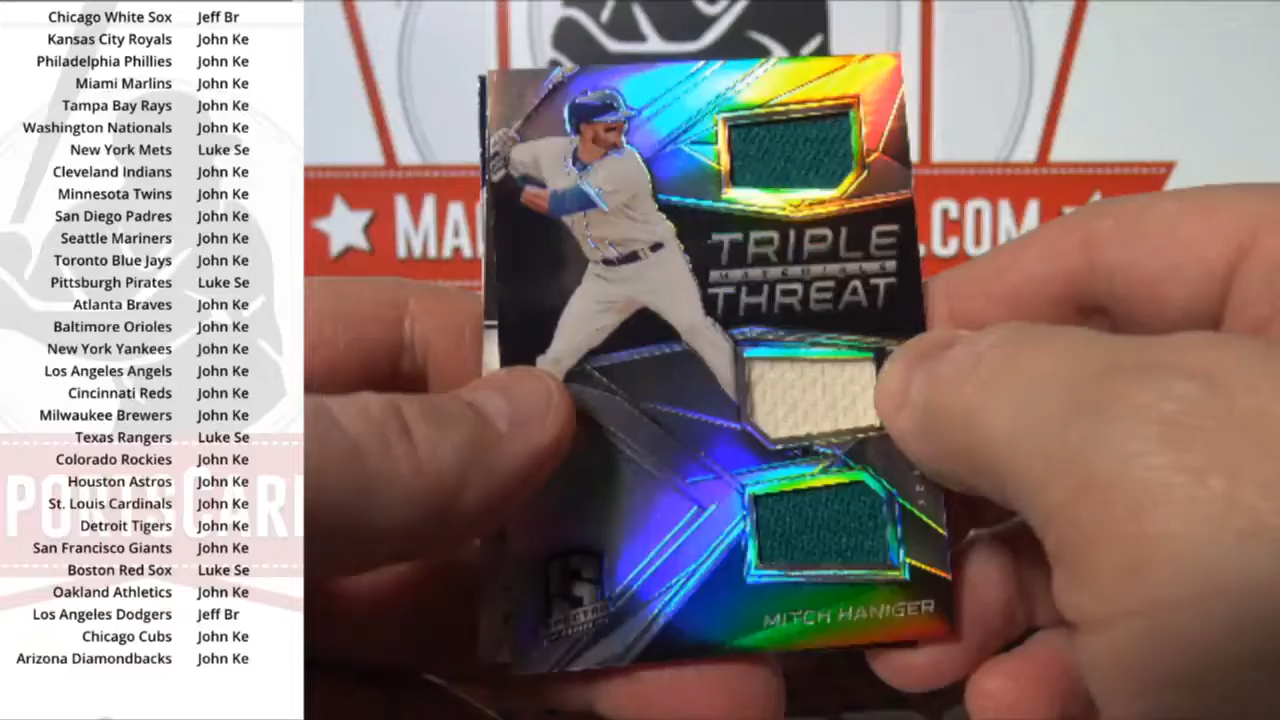 Chicago White Sox Jeff Br
Kansas City Royals John Ke
Philadelphia Phillies John Ke
Miami Marlins John Ke
Tampa Bay Rays John Ke
Washington Nationals John Ke
New York Mets Luke Se
Cleveland Indians John Ke
Minnesota Twins John Ke
San Diego Padres John Ke
Seattle Mariners John Ke
Toronto Blue Jays John Ke
Pittsburgh Pirates Luke Se
Atlanta Braves John Ke
Baltimore Orioles John Ke
New York Yankees John Ke
Los Angeles Angels John Ke
Cincinnati Reds John Ke
Milwaukee Brewers John Ke
Texas Rangers Luke Se
Colorado Rockies John Ke
Houston Astros John Ke
St. Louis Cardinals John Ke
Detroit Tigers John Ke
San Francisco Giants John Ke
Boston Red Sox Luke Se
Oakland Athletics John Ke
Los Angeles Dodgers Jeff Br
Chicago Cubs John Ke
Arizona Diamondbacks John Ke
PORTSCAR
MA
.COM
TRIPLE
MATERIALS
THREAT
MITCH HANIGER